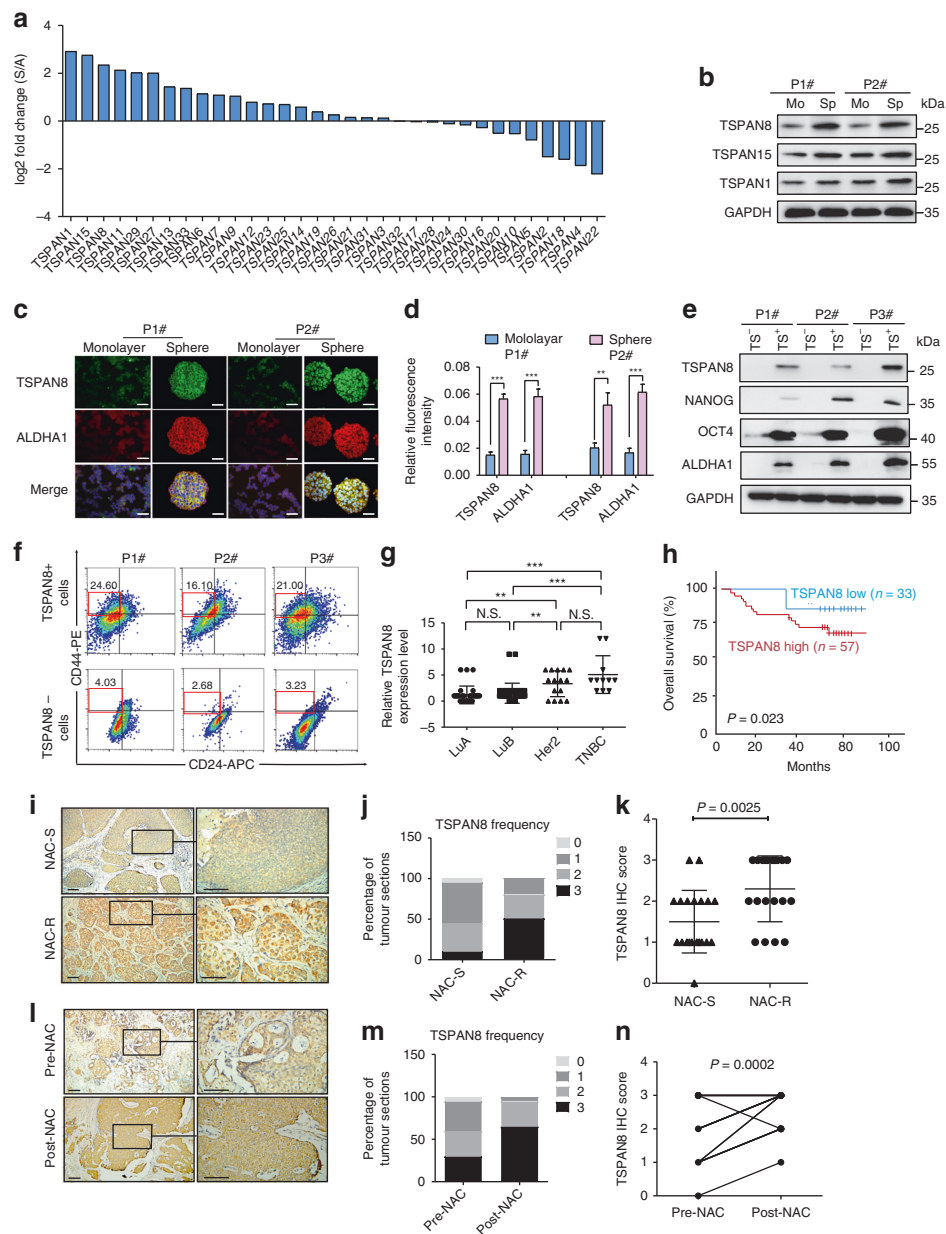 a
log2 fold change (S/A)
4
2
0
−2
−4
TSPAN1
TSPAN15
TSPAN8
TSPAN11
TSPAN29
TSPAN27
TSPAN13
TSPAN33
TSPAN6
TSPAN7
TSPAN9
TSPAN12
TSPAN23
TSPAN25
TSPAN14
TSPAN19
TSPAN26
TSPAN21
TSPAN31
TSPAN3
TSPAN32
TSPAN17
TSPAN28
TSPAN24
TSPAN30
TSPAN16
TSPAN20
TSPAN10
TSPAN5
TSPAN2
TSPAN18
TSPAN4
TSPAN22
b
P1# P2#
Mo Sp Mo Sp kDa
TSPAN8 25
TSPAN15 25
TSPAN1 25
GAPDH 35
c
P1# P2#
Monolayer Sphere Monolayer Sphere
TSPAN8
ALDHA1
Merge
d
Mololayar Sphere
P1# P2#
*** *** ** ***
Relative fluorescence
intensity
0.08
0.06
0.04
0.02
0.00
TSPAN8
ALDHA1
TSPAN8
ALDHA1
e
P1# P2# P3#
TS− TS+ TS− TS+ TS− TS+ kDa
TSPAN8 25
NANOG 35
OCT4 40
ALDHA1 55
GAPDH 35
f
P1# P2# P3#
TSPAN8+
cells
24.60 16.10 21.00
CD44-PE
TSPAN8 −
cells
4.03 2.68 3.23
CD24-APC
g
***
***
** N.S.
N.S. **
Relative TSPAN8
expression level
15
10
5
0
−5
LuA
LuB
Her2
TNBC
h
Overall survival (%)
100
75
50
25
0
TSPAN8 low (n = 33)
TSPAN8 high (n = 57)
P = 0.023
0 20 40 60 80 100
Months
i
NAC-S
NAC-R
j
TSPAN8 frequency
0
1
2
3
Percentage of
tumour sections
100
50
0
NAC-S
NAC-R
k
P = 0.0025
TSPAN8 IHC score
4
3
2
1
0
NAC-S NAC-R
l
Pre-NAC
Post-NAC
m
TSPAN8 frequency
0
1
2
3
Percentage of
tumour sections
100
50
0
Pre-NAC
Post-NAC
n
P = 0.0002
TSPAN8 IHC score
4
3
2
1
0
Pre-NAC Post-NAC